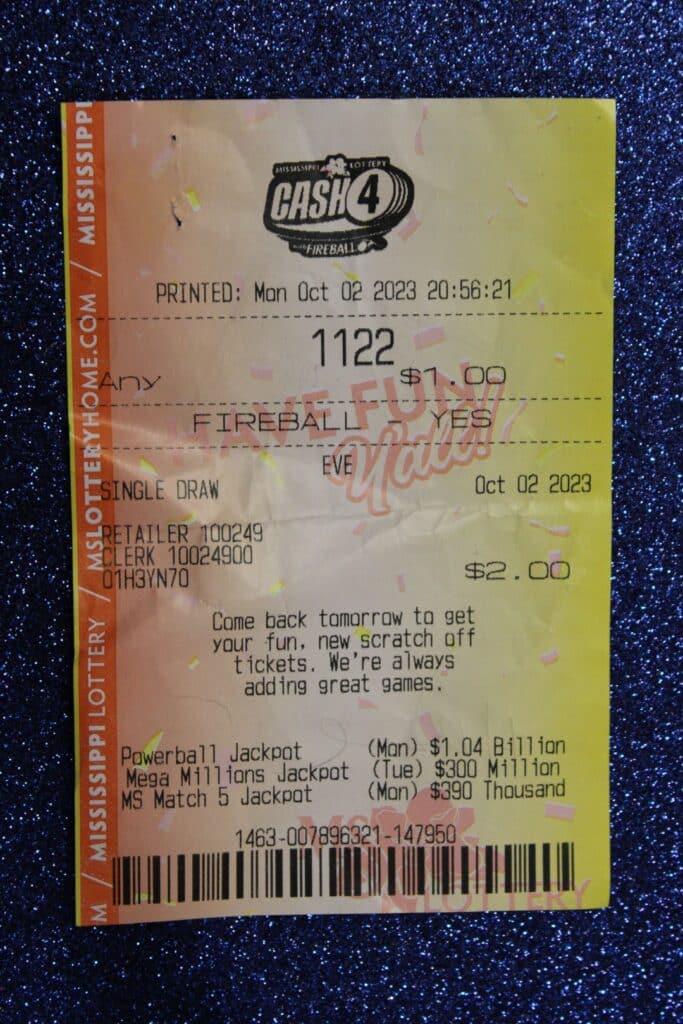 MISSISSIPPI LOTTERY
CASH 4
WITH FIREBALL
PRINTED: Mon Oct 02 2023 20:56:21
1122
Any $1.00
FIREBALL - YES
HAVE FUN
Y'all!
EVE
SINGLE DRAW Oct 02 2023
RETAILER 100249
CLERK 10024900
01H3YN70 $2.00
Come back tomorrow to get
your fun, new scratch off
tickets. We're always
adding great games.
Powerball Jackpot (Mon) $1.04 Billion
Mega Millions Jackpot (Tue) $300 Million
MS Match 5 Jackpot (Mon) $390 Thousand
1463-007896321-147950
LOTTERY
M / MISSISSIPPI LOTTERY / MSLOTTERYHOME.COM / MISSISSIPPI